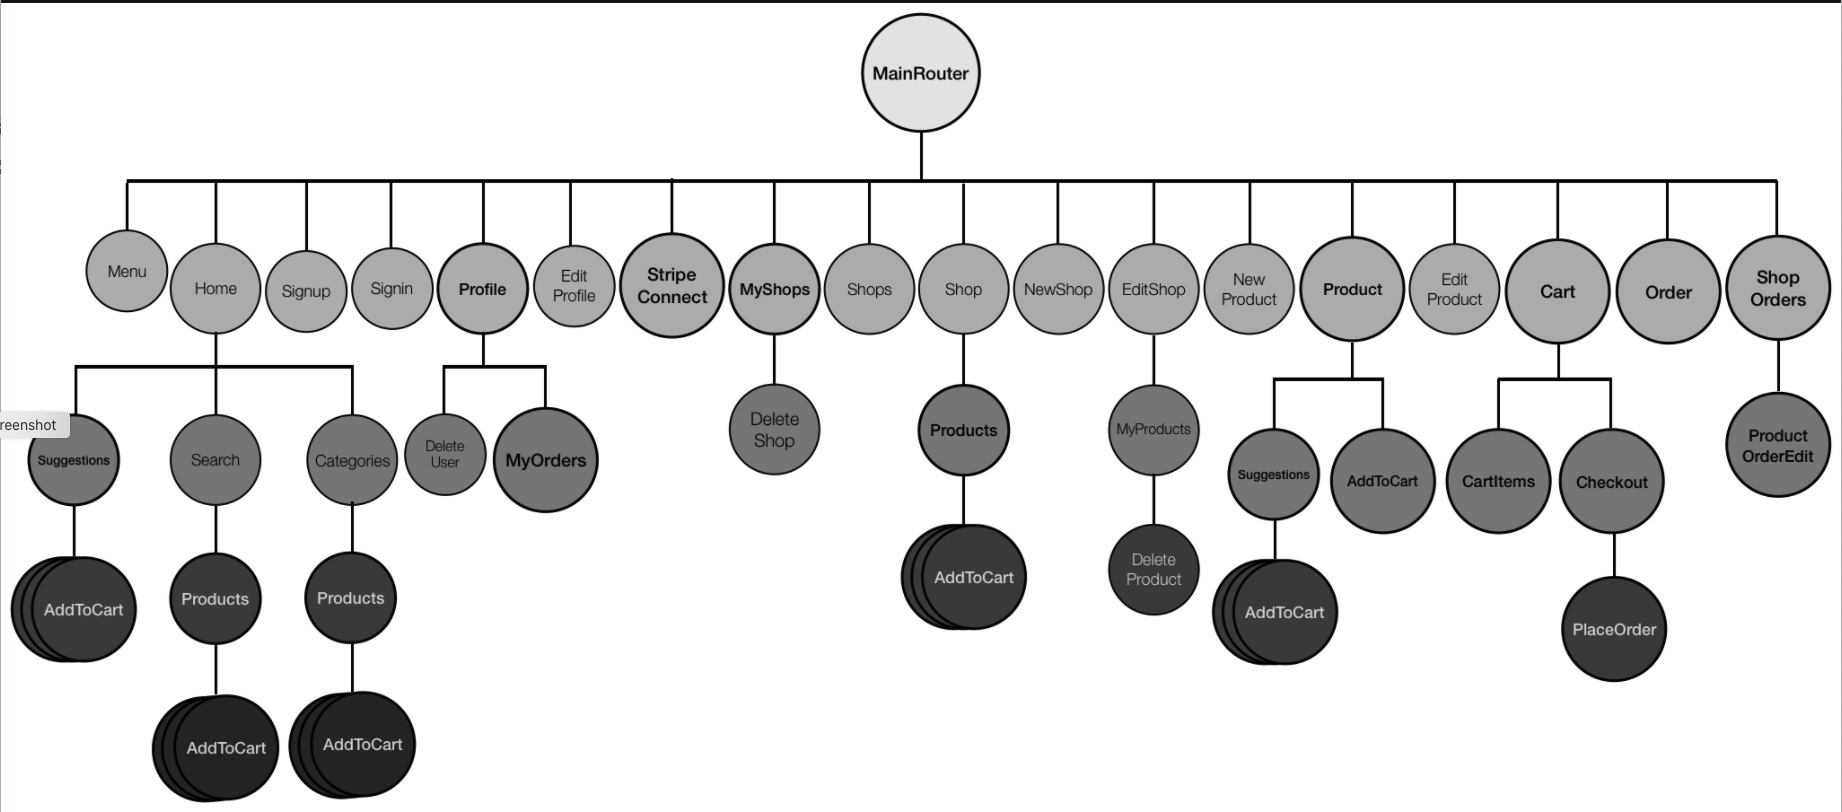 MainRouter
Menu
Home
Signup
Signin
Profile
Edit
Profile
Stripe
Connect
MyShops
Shops
Shop
NewShop
EditShop
New
Product
Product
Edit
Product
Cart
Order
Shop
Orders
reenshot
Suggestions
Search
Categories
Delete
User
MyOrders
Delete
Shop
Products
MyProducts
Suggestions
AddToCart
CartItems
Checkout
Product
OrderEdit
AddToCart
Products
Products
AddToCart
Delete
Product
AddToCart
PlaceOrder
AddToCart
AddToCart